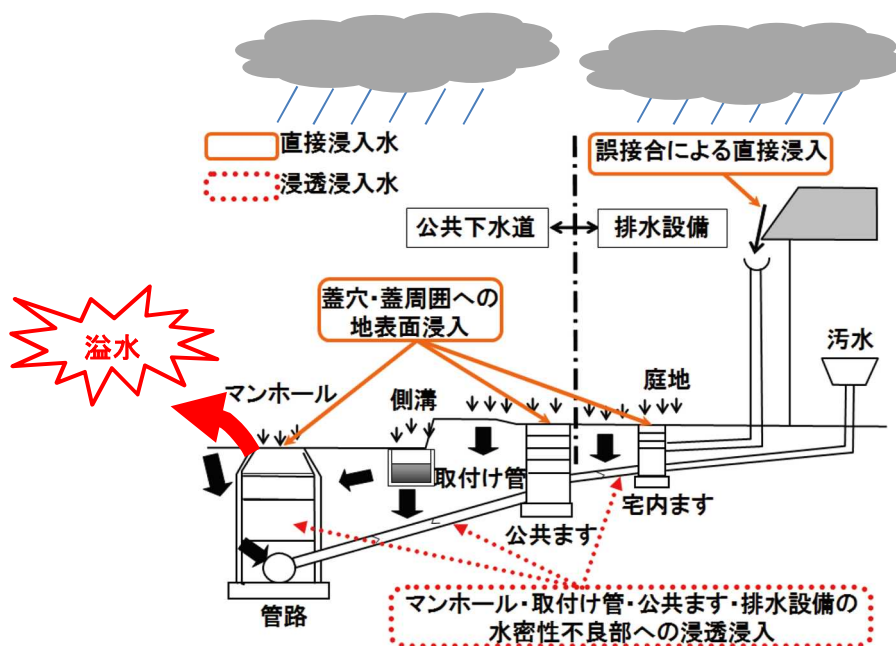 直接浸入水
浸透浸入水
誤接合による直接浸入
公共下水道
排水設備
蓋穴・蓋周囲への
地表面浸入
溢水
汚水
マンホール
側溝
庭地
取付け管
公共ます
宅内ます
管路
マンホール・取付け管・公共ます・排水設備の
水密性不良部への浸透浸入